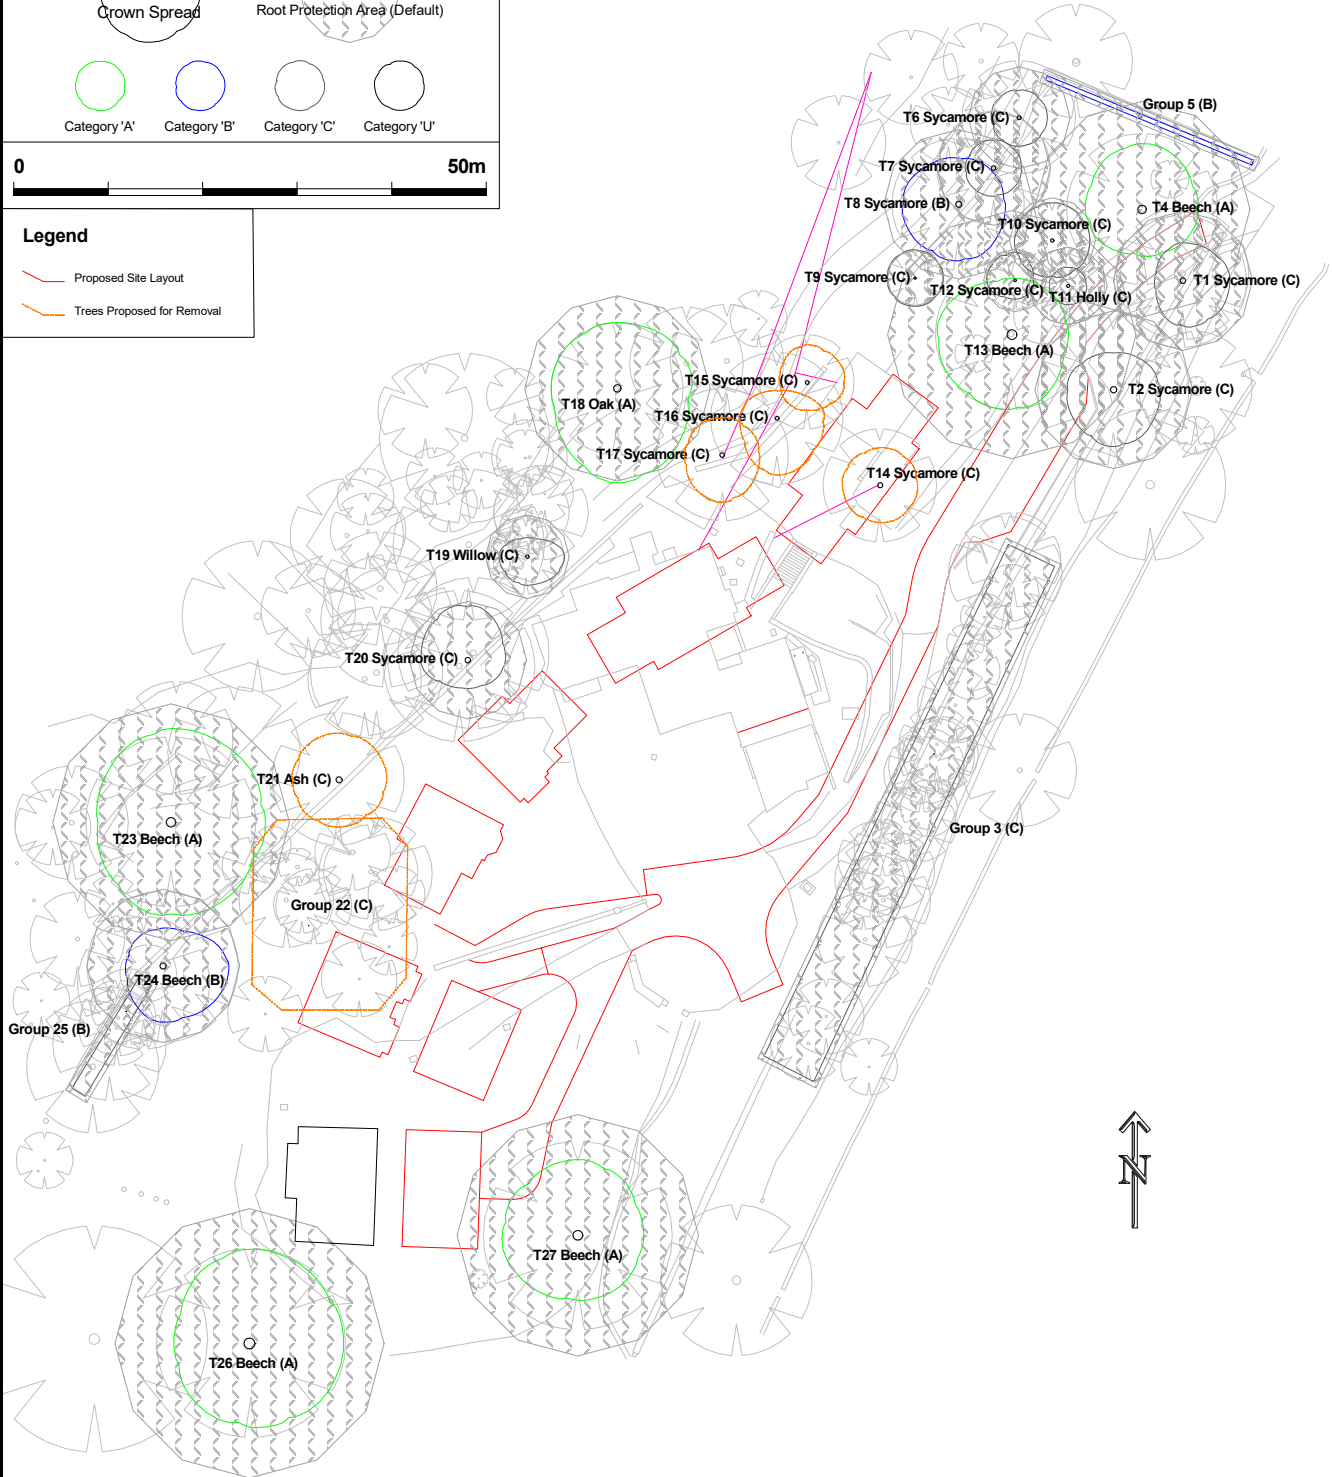 Crown Spread
Root Protection Area (Default)
Category 'A'
Category 'B'
Category 'C'
Category 'U'
0
50m
Legend
Proposed Site Layout
Trees Proposed for Removal
Group 5 (B)
T6 Sycamore (C)
T7 Sycamore (C)
T8 Sycamore (B)
T4 Beech (A)
T10 Sycamore (C)
T9 Sycamore (C)
T12 Sycamore (C)
T11 Holly (C)
T1 Sycamore (C)
T13 Beech (A)
T15 Sycamore (C)
T2 Sycamore (C)
T18 Oak (A)
T16 Sycamore (C)
T17 Sycamore (C)
T14 Sycamore (C)
T19 Willow (C)
T20 Sycamore (C)
T21 Ash (C)
T23 Beech (A)
Group 3 (C)
Group 22 (C)
T24 Beech (B)
Group 25 (B)
N
T27 Beech (A)
T26 Beech (A)